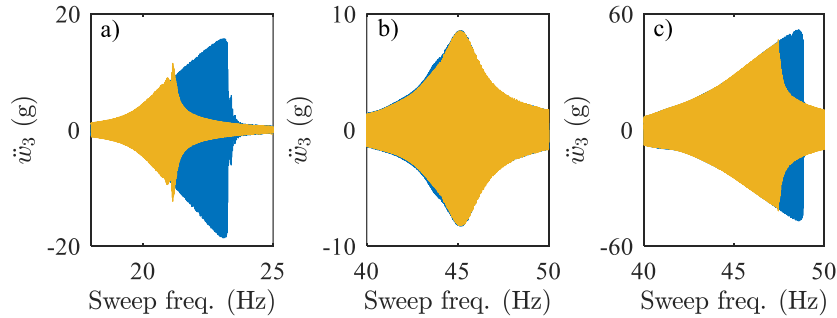 a)
20
0
-20
20
25
ẅ₃ (g)
Sweep freq. (Hz)
b)
10
0
-10
40
45
50
ẅ₃ (g)
Sweep freq. (Hz)
c)
60
0
-60
40
45
50
ẅ₃ (g)
Sweep freq. (Hz)